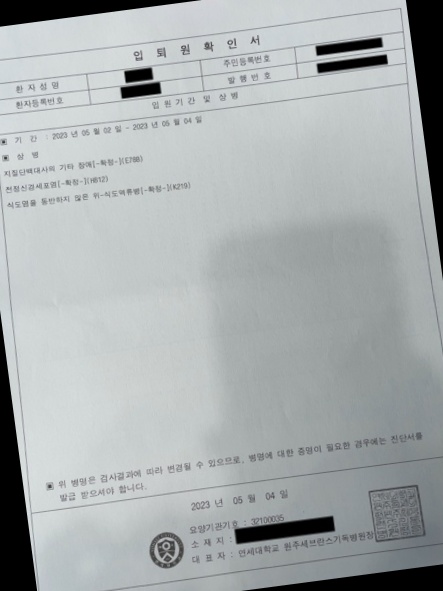 입 퇴 원 확 인 서
환 자 성 명
주민등록번호
환자등록번호
발 행 번 호
입 원 기 간 및 상 병
▣ 기 간 : 2023 년 05 월 02 일 - 2023 년 05 월 04 일
▣ 상 병
지질단백대사의 기타 장애[-확정-](E788)
전정신경세포염[-확정-](H812)
식도염을 동반하지 않은 위-식도역류병[-확정-](K219)
▣ 위 병명은 검사결과에 따라 변경될 수 있으므로, 병명에 대한 증명이 필요한 경우에는 진단서를
발급 받으셔야 합니다.
2023 년 05 월 04 일
요양기관기호 : 37100035
소 재 지 :
대 표 자 : 연세대학교 원주세브란스기독병원장